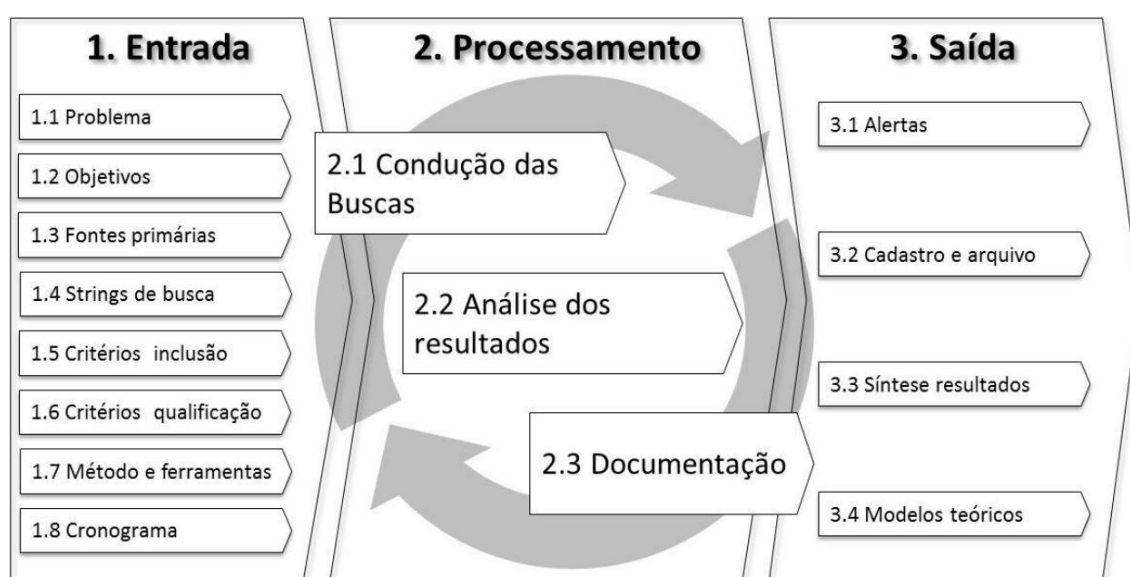 1. Entrada
1.1 Problema
1.2 Objetivos
1.3 Fontes primárias
1.4 Strings de busca
1.5 Critérios inclusão
1.6 Critérios qualificação
1.7 Método e ferramentas
1.8 Cronograma
2. Processamento
2.1 Condução das
Buscas
2.2 Análise dos
resultados
2.3 Documentação
3. Saída
3.1 Alertas
3.2 Cadastro e arquivo
3.3 Síntese resultados
3.4 Modelos teóricos